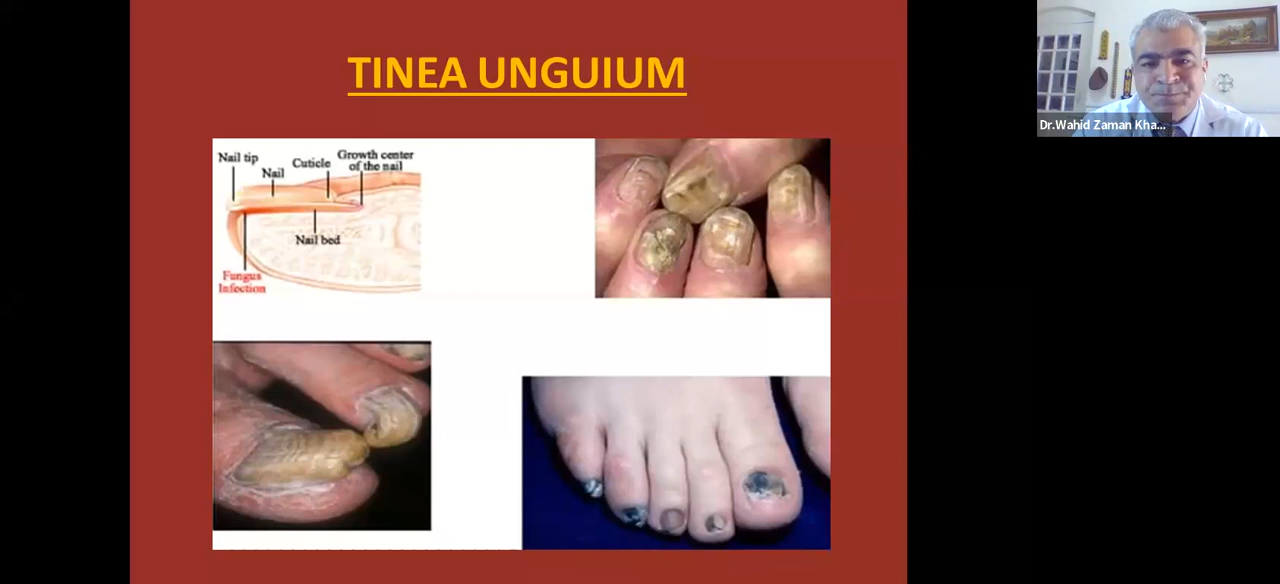 TINEA UNGUIUM
Nail tip
Nail
Cuticle
Growth center
of the nail
Nail bed
Fungus
Infection
Dr.Wahid Zaman Kha...